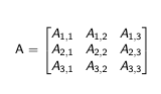 A = [A1,1 A1,2 A1,3
A2,1 A2,2 A2,3
A3,1 A3,2 A3,3]